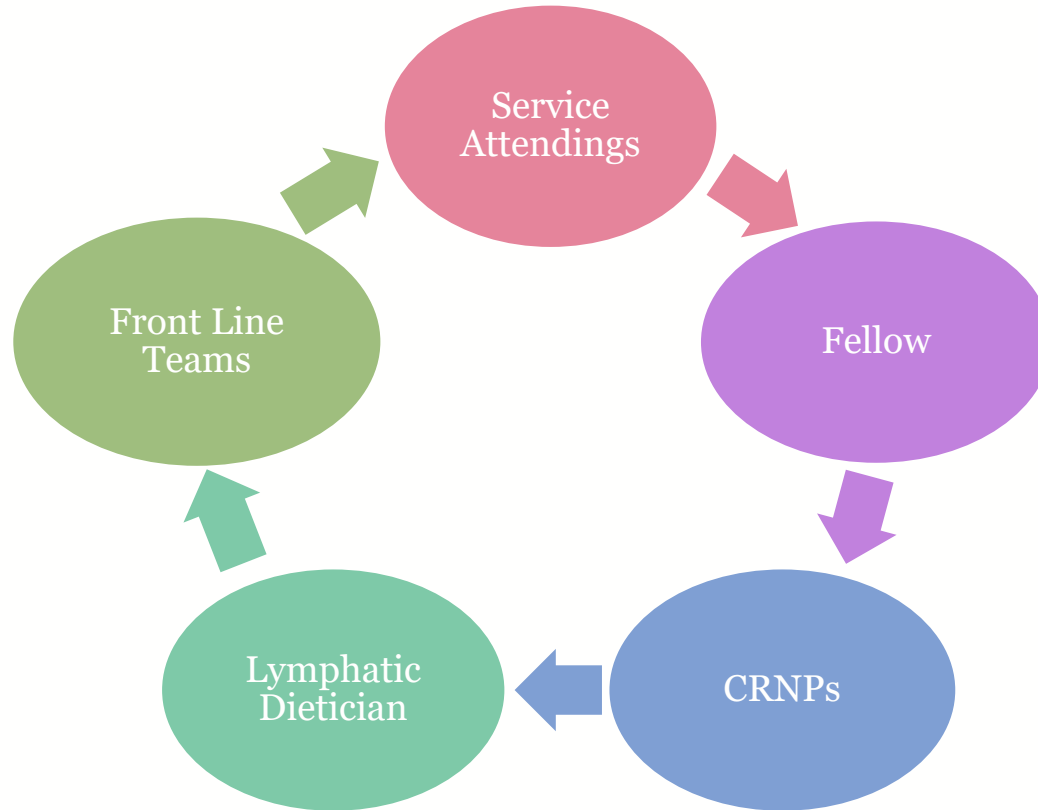 Service
Attendings
Fellow
CRNPs
Lymphatic
Dietician
Front Line
Teams